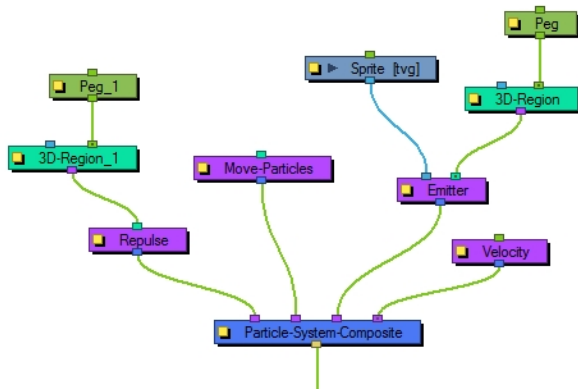 Peg
Sprite [tvg]
Peg_1
3D-Region
3D-Region_1
Move-Particles
Emitter
Repulse
Velocity
Particle-System-Composite